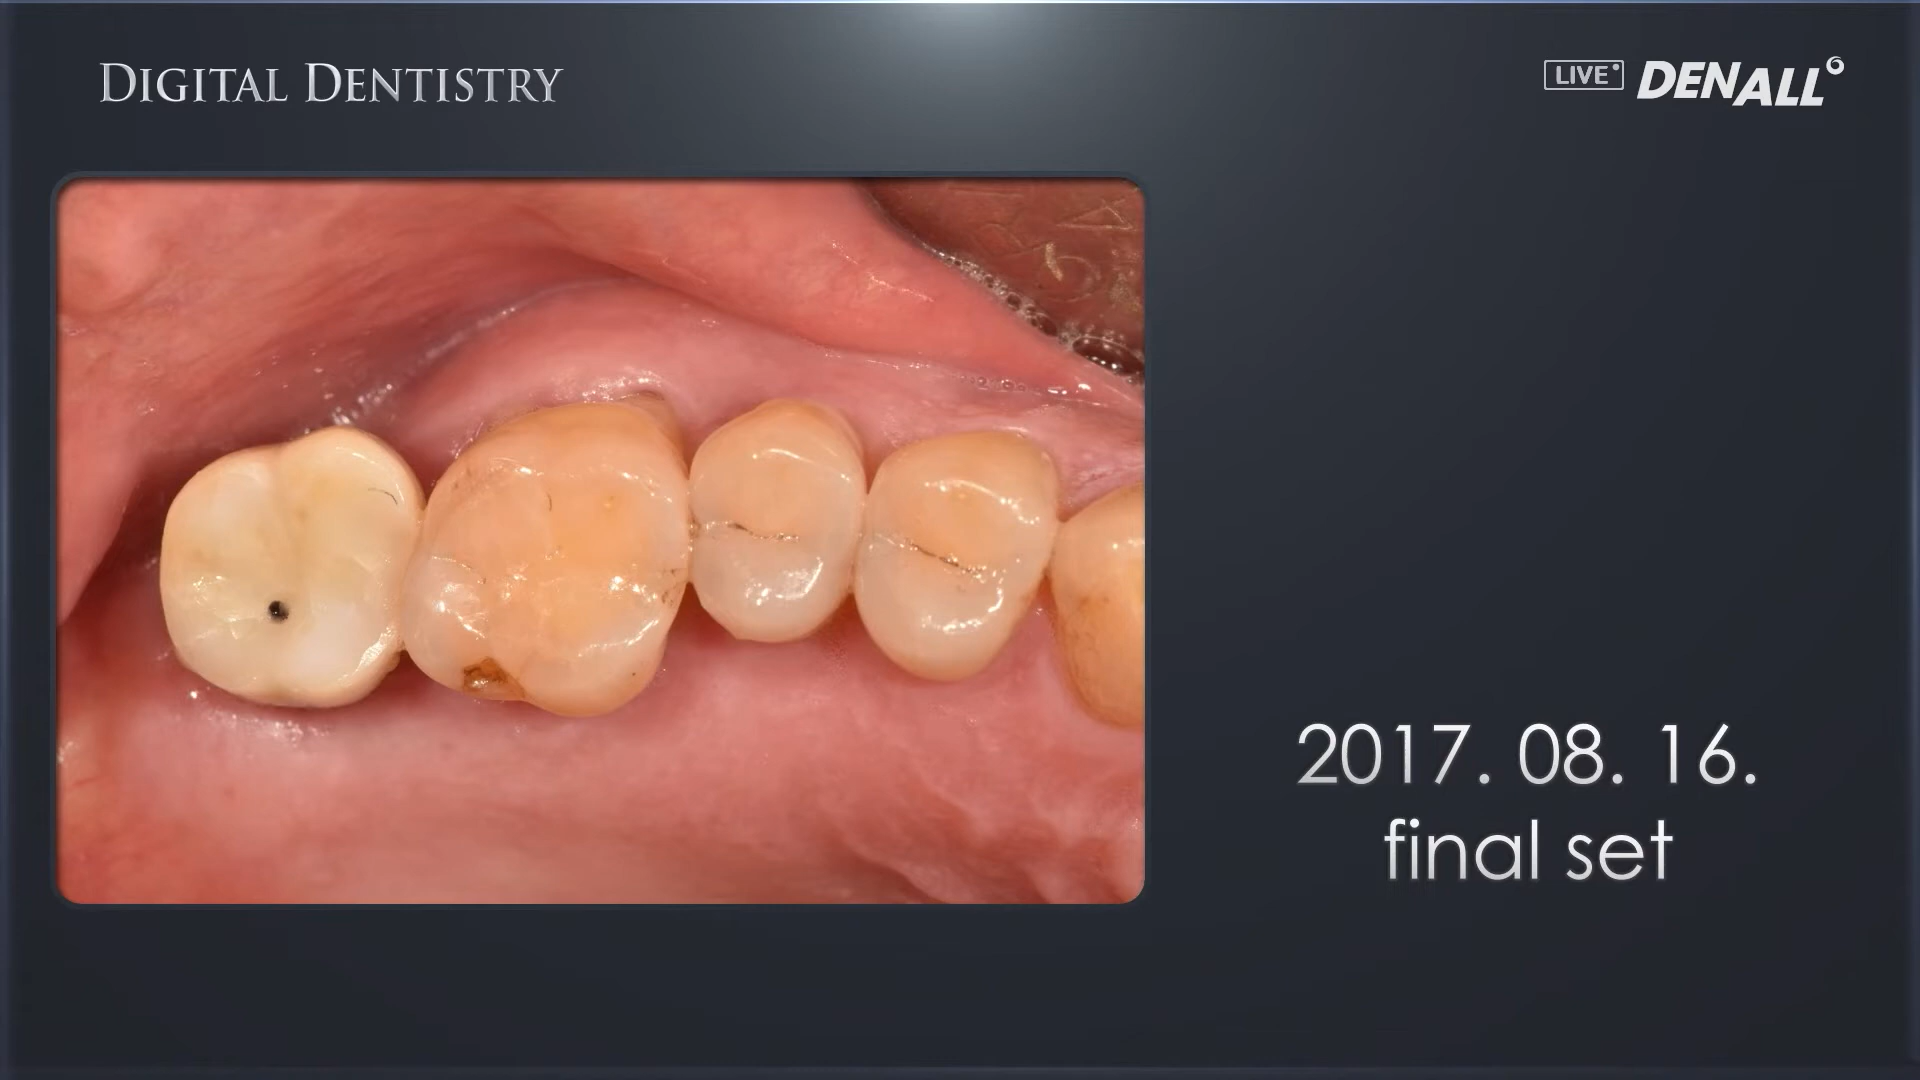 DIGITAL DENTISTRY
LIVE DENALL
2017. 08. 16.
final set